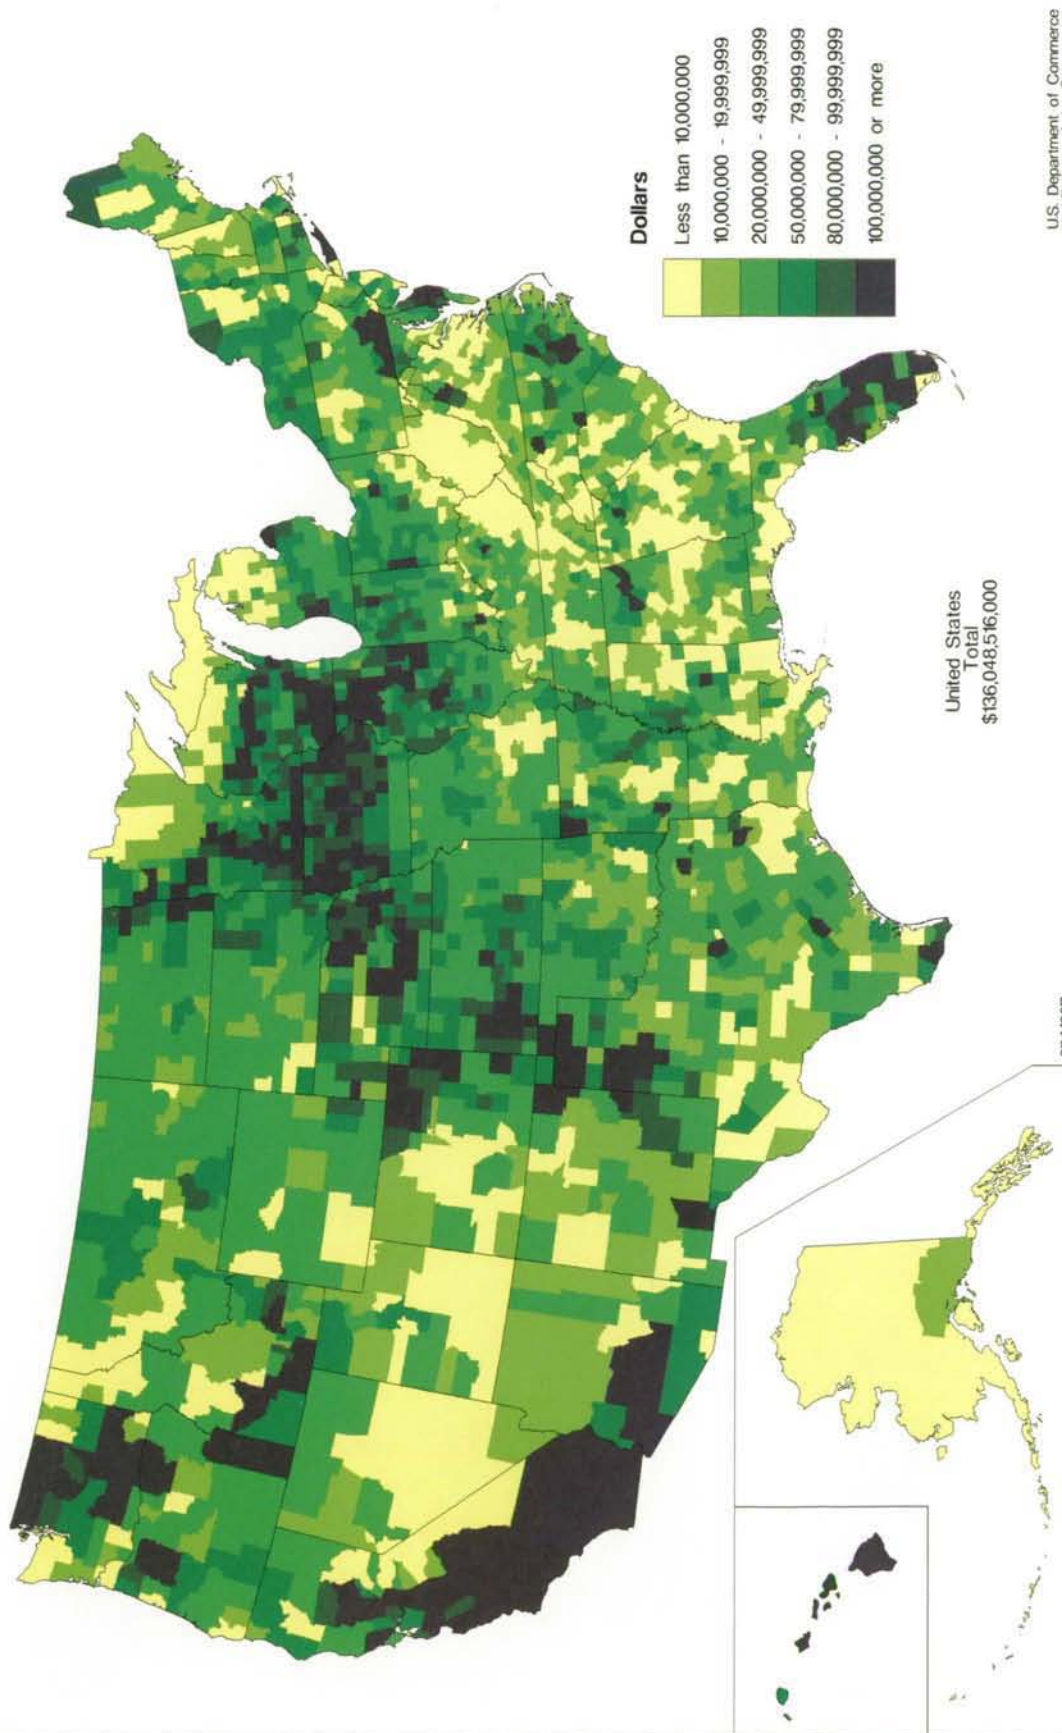 Dollars
Less than 10,000,000
10,000,000 - 19,999,999
20,000,000 - 49,999,999
50,000,000 - 79,999,999
80,000,000 - 99,999,999
100,000,000 or more
United States
Total
$136,048,516,000
U.S. Department of Commerce